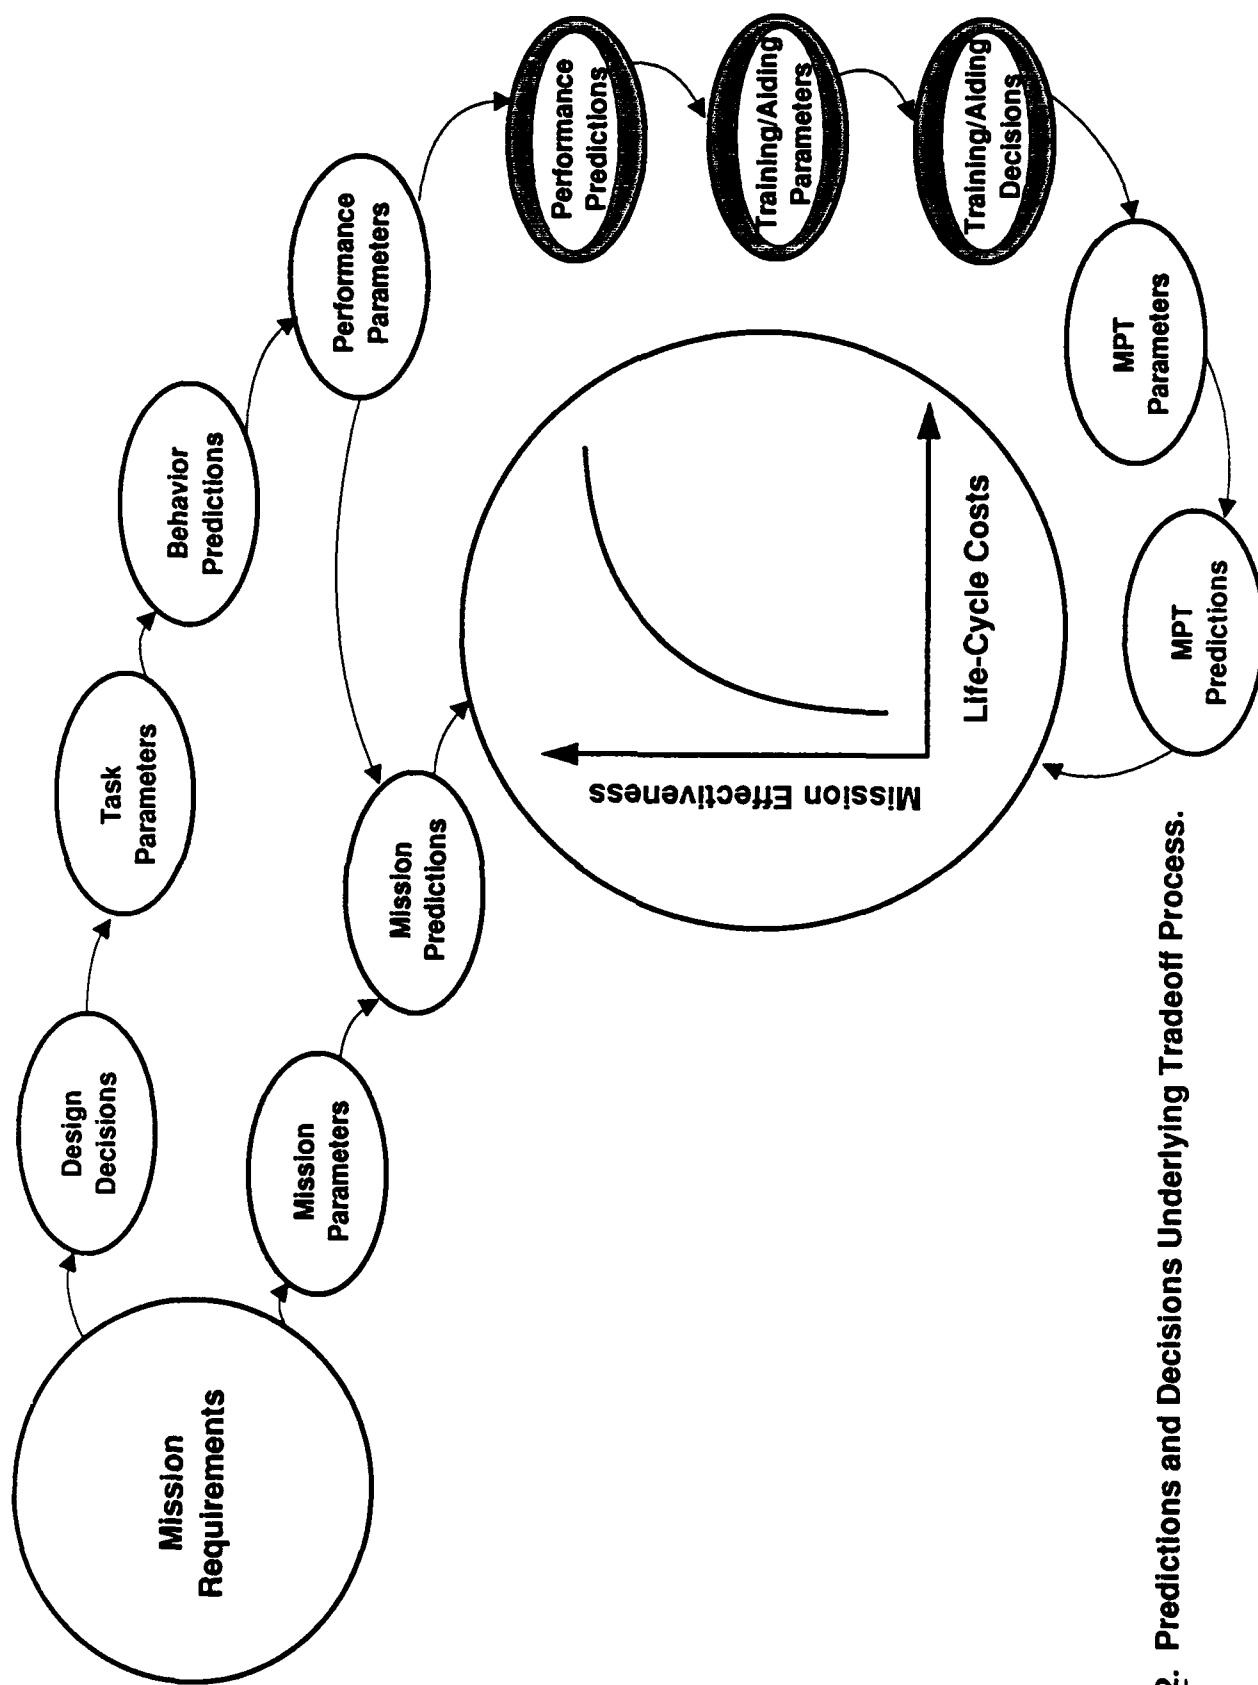 Mission
Requirements
Design
Decisions
Task
Parameters
Behavior
Predictions
Performance
Parameters
Mission
Parameters
Mission
Predictions
Performance
Predictions
Training/Aiding
Parameters
Training/Aiding
Decisions
MPT
Parameters
MPT
Predictions
Mission Effectiveness
Life-Cycle Costs
2. Predictions and Decisions Underlying Tradeoff Process.